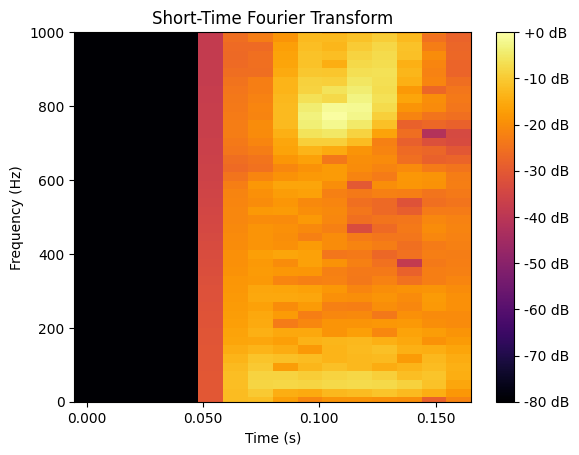 Short-Time Fourier Transform
Frequency (Hz)
1000
800
600
400
200
0
0.000
0.050
0.100
0.150
Time (s)
+0 dB
-10 dB
-20 dB
-30 dB
-40 dB
-50 dB
-60 dB
-70 dB
-80 dB